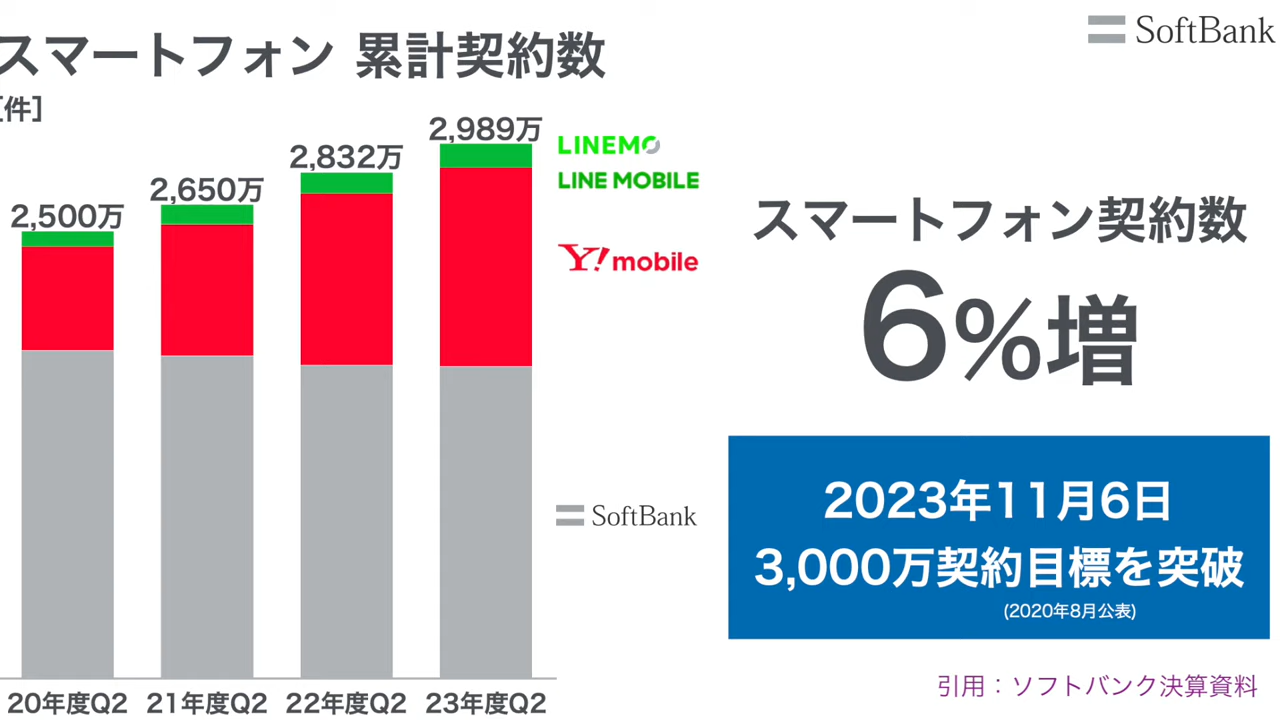 スマートフォン 累計契約数
SoftBank
[件]
2,500万
2,650万
2,832万
2,989万
LINEMO
LINE MOBILE
Y!mobile
SoftBank
20年度Q2
21年度Q2
22年度Q2
23年度Q2
スマートフォン契約数
6%増
2023年11月6日
3,000万契約目標を突破
(2020年8月公表)
引用：ソフトバンク決算資料